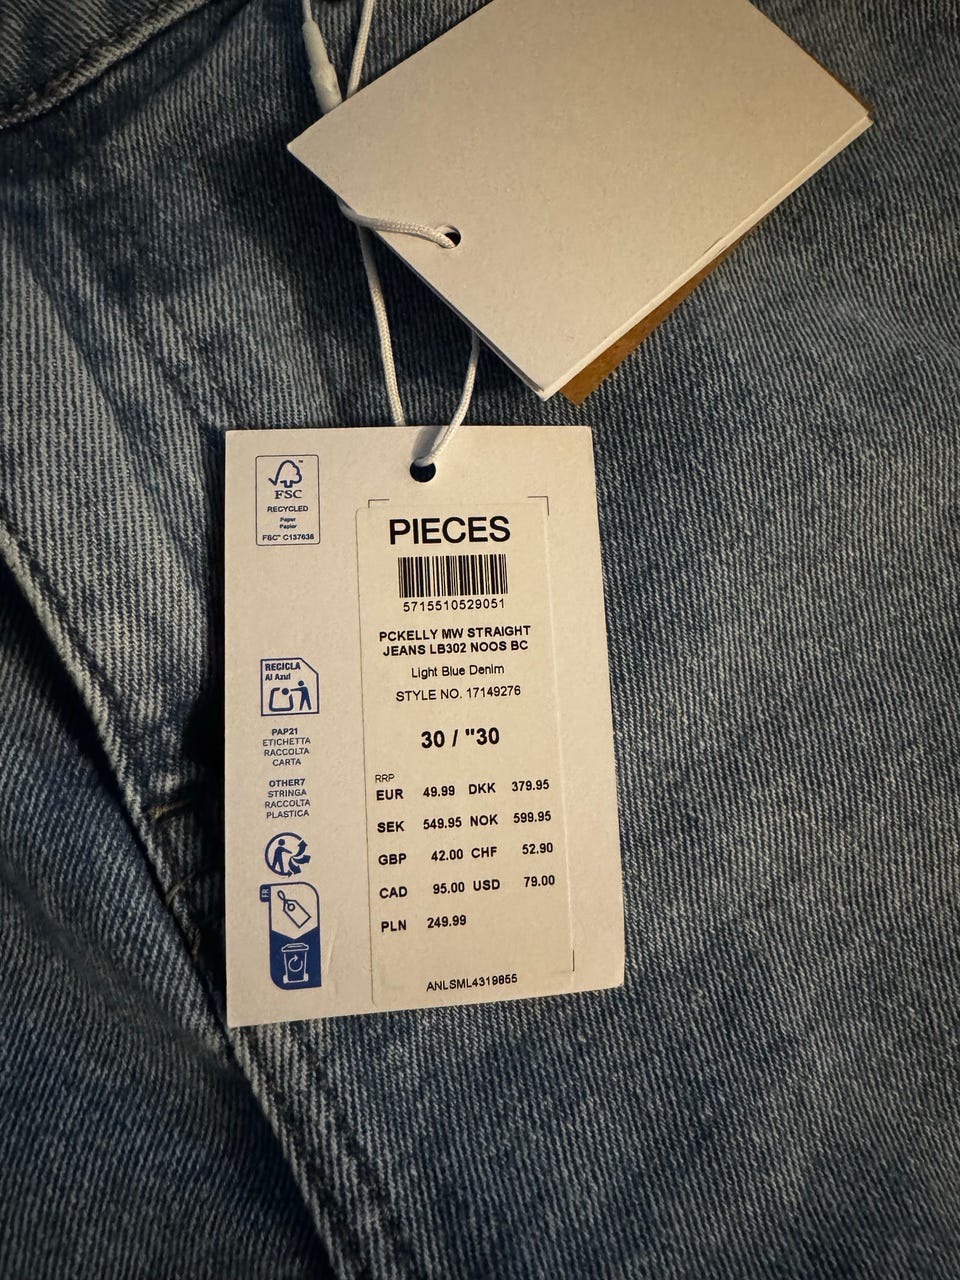 FSC
RECYCLED
Paper
Papier
FSC™ C137638
PIECES
5715510529051
PCKELLY MW STRAIGHT
JEANS LB302 NOOS BC
Light Blue Denim
STYLE NO. 17149276
30 / "30
RRP
EUR 49.99 DKK 379.95
SEK 549.95 NOK 599.95
GBP 42.00 CHF 52.90
CAD 95.00 USD 79.00
PLN 249.99
ANLSML4319855
RECICLA
Al Azul
PAP21
ETICHETTA
RACCOLTA
CARTA
OTHER7
STRINGA
RACCOLTA
PLASTICA
FR